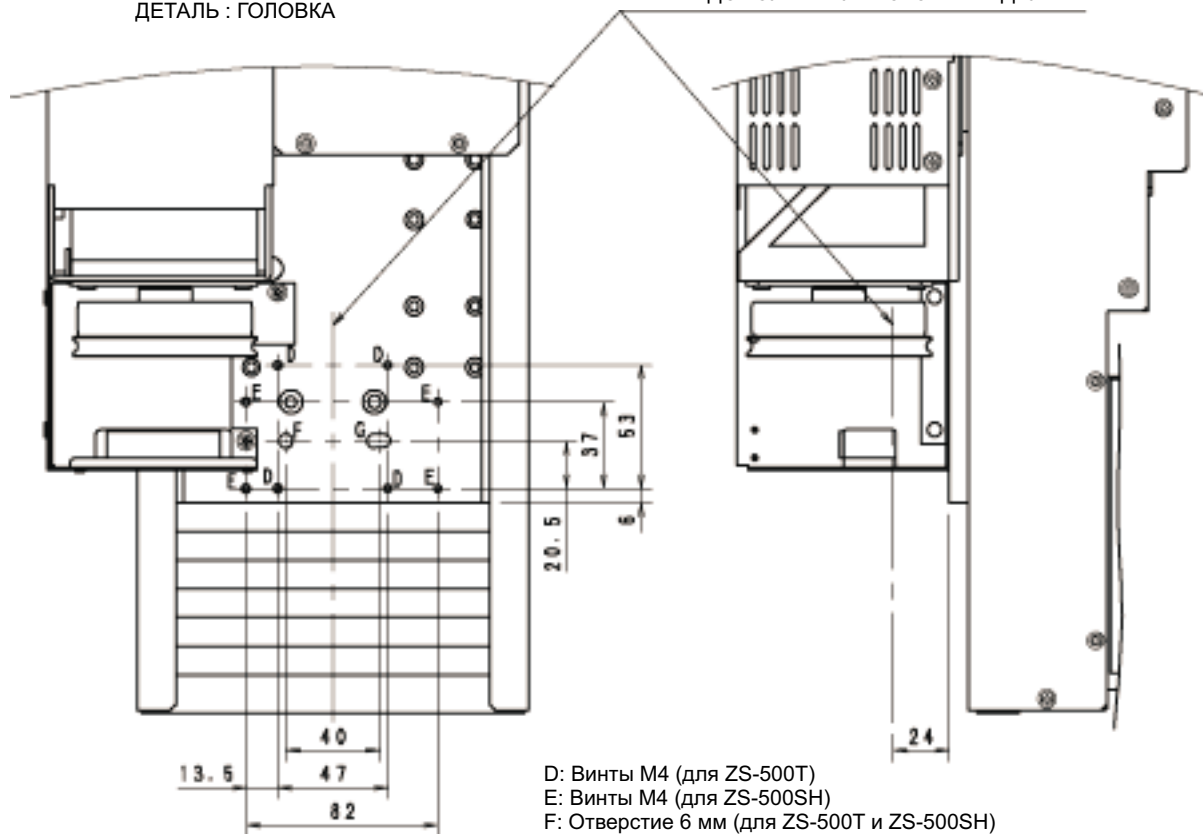 ДЕТАЛЬ : ГОЛОВКА
D
D
E
E
F
G
E
D
D
E
53
37
20.5
6
40
13.5
47
82
24
D: Винты M4 (для ZS-500T)
E: Винты M4 (для ZS-500SH)
F: Отверстие 6 мм (для ZS-500T и ZS-500SH)